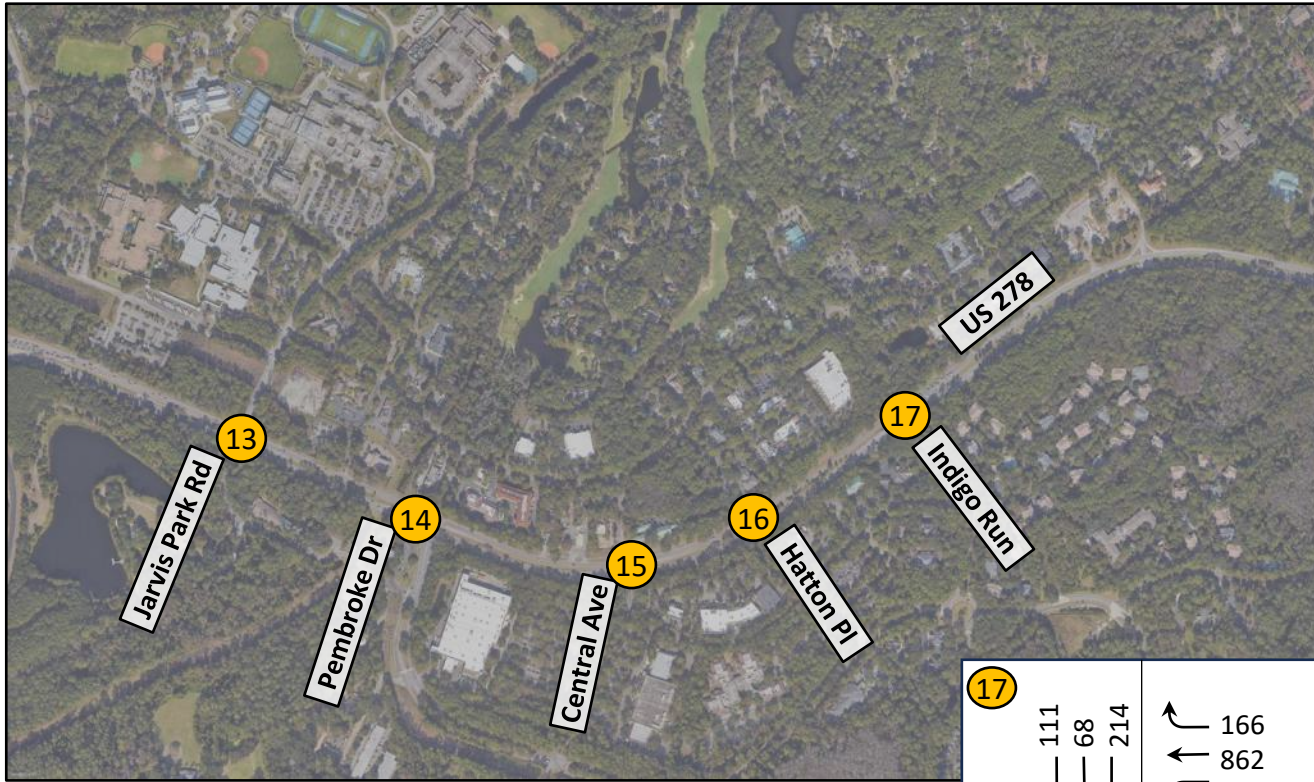 US 278
17
13
Indigo Run
14
16
Jarvis Park Rd
15
Hatton Pl
Pembroke Dr
Central Ave
17
111
68
214
166
862